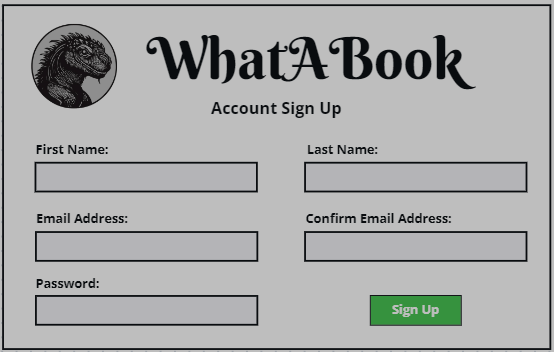 WhatABook
Account Sign Up
First Name:
Last Name:
Email Address:
Confirm Email Address:
Password:
Sign Up